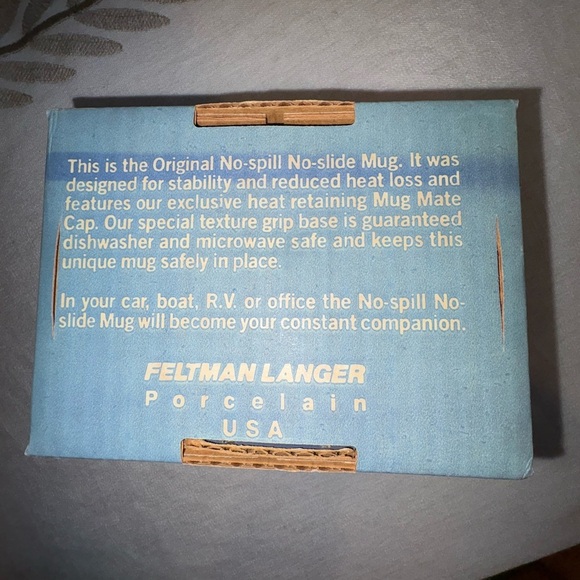 This is the Original No-spill No-slide Mug. It was
designed for stability and reduced heat loss and
features our exclusive heat retaining Mug Mate
Cap. Our special texture grip base is guaranteed
dishwasher and microwave safe and keeps this
unique mug safely in place.
In your car, boat, R.V. or office the No-spill No-
slide Mug will become your constant companion.
FELTMAN LANGER
Porcelain
USA